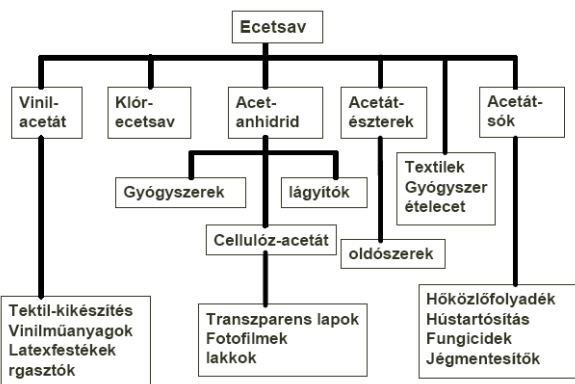 Ecetsav
Vinil-
acetát
Klór-
ecetsav
Acet-
anhidrid
Acetát-
észterek
Acetát-
sók
Textilek
Gyógyszer
ételecet
Gyógyszerek
lágyítók
Cellulóz-acetát
oldószerek
Tektil-kikészítés
Vinilműanyagok
Latexfestékek
rgasztók
Transzparens lapok
Fotofilmek
lakkok
Hőközlőfolyadék
Hústartósítás
Fungicidek
Jégmentesítők